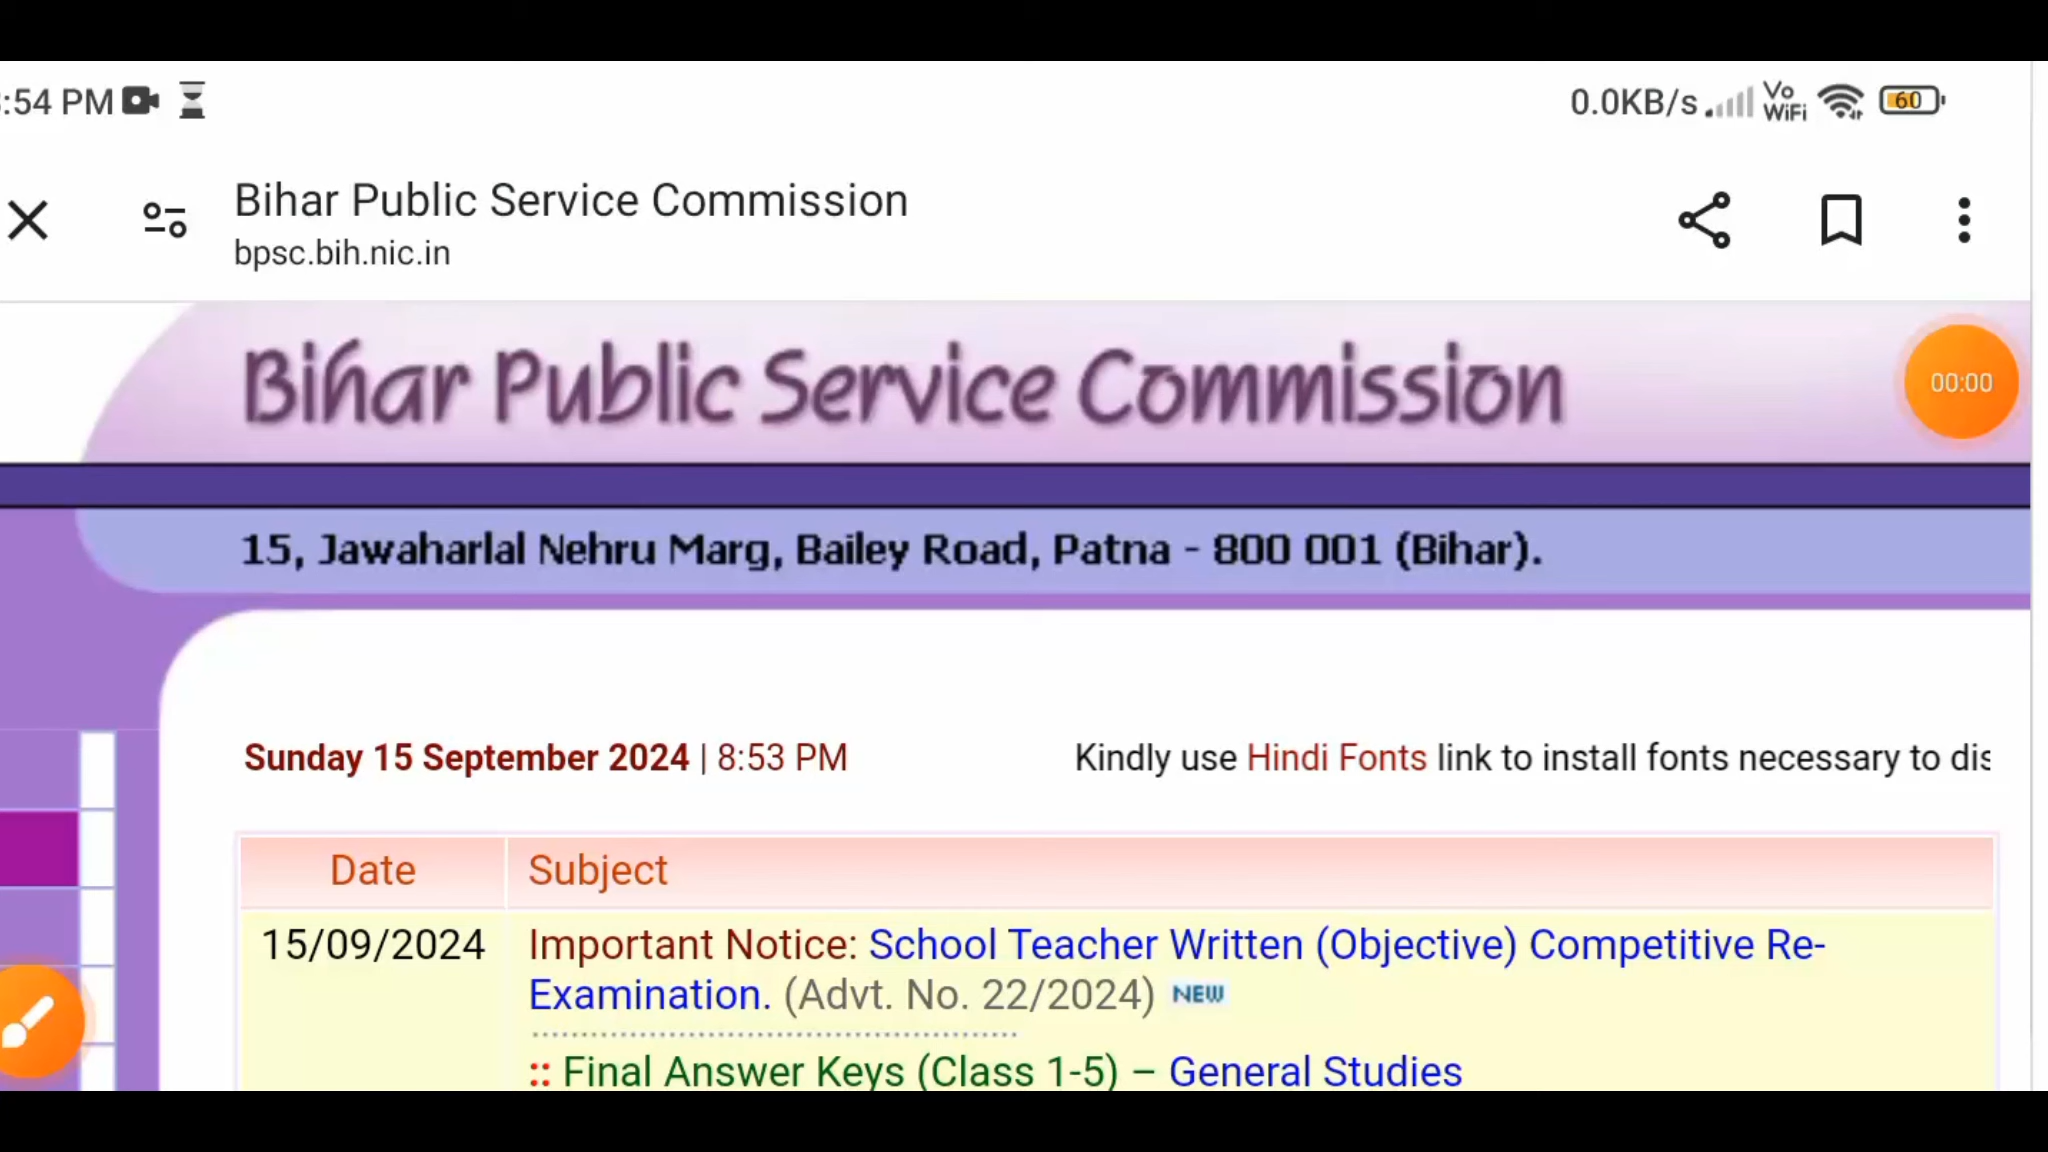 :54 PM
0.0KB/s Vo WiFi 60
Bihar Public Service Commission
bpsc.bih.nic.in
Bihar Public Service Commission
00:00
15, Jawaharlal Nehru Marg, Bailey Road, Patna - 800 001 (Bihar).
Sunday 15 September 2024 | 8:53 PM
Kindly use Hindi Fonts link to install fonts necessary to dis
Date Subject
15/09/2024 Important Notice: School Teacher Written (Objective) Competitive Re-
Examination. (Advt. No. 22/2024) NEW
:: Final Answer Keys (Class 1-5) – General Studies